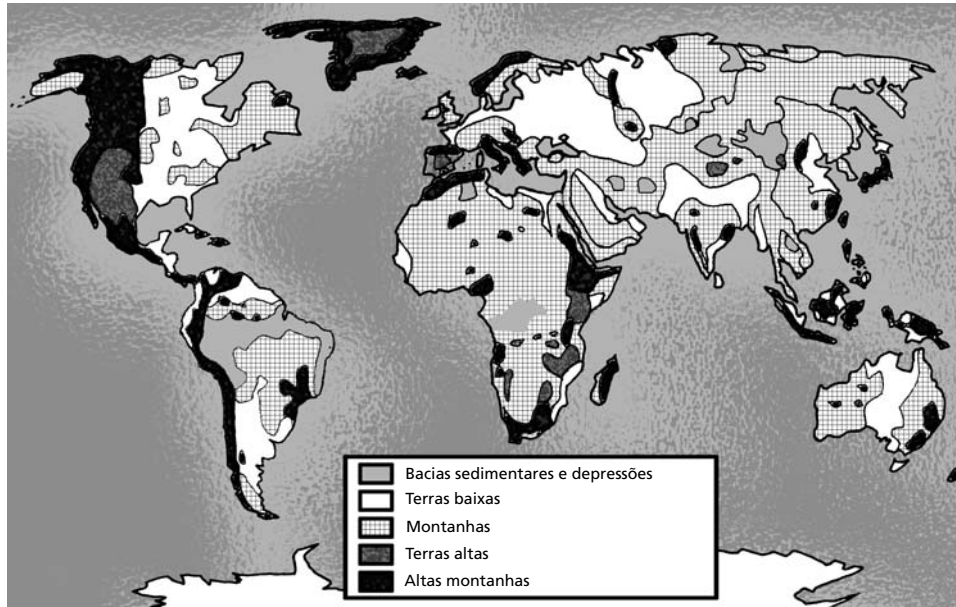 Bacias sedimentares e depressões
Terras baixas
Montanhas
Terras altas
Altas montanhas